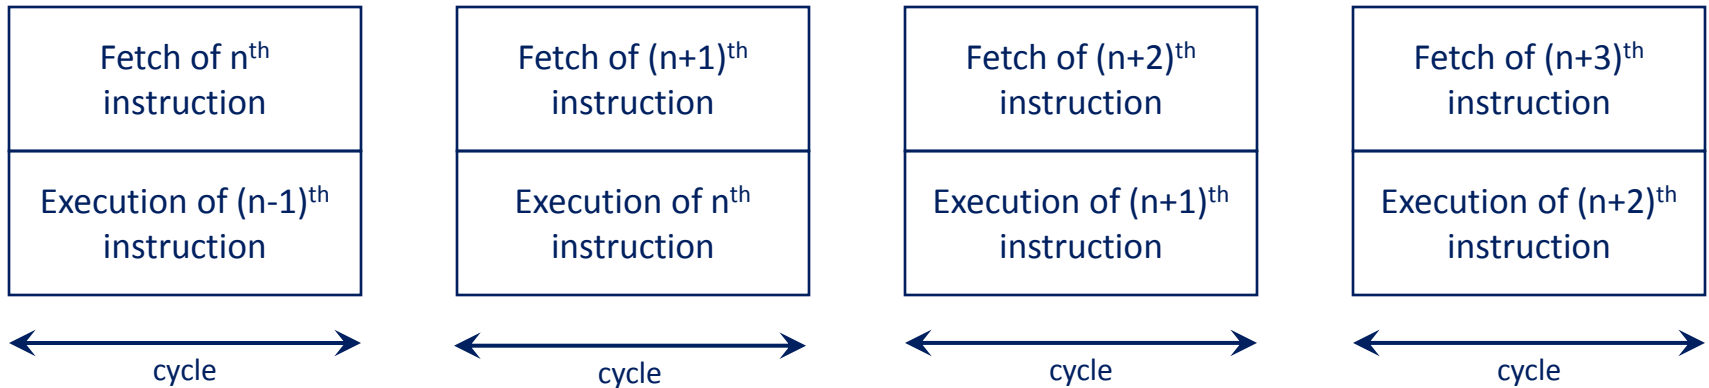 Fetch of nth
instruction
Execution of (n-1)th
instruction
cycle
Fetch of (n+1)th
instruction
Execution of nth
instruction
cycle
Fetch of (n+2)th
instruction
Execution of (n+1)th
instruction
cycle
Fetch of (n+3)th
instruction
Execution of (n+2)th
instruction
cycle